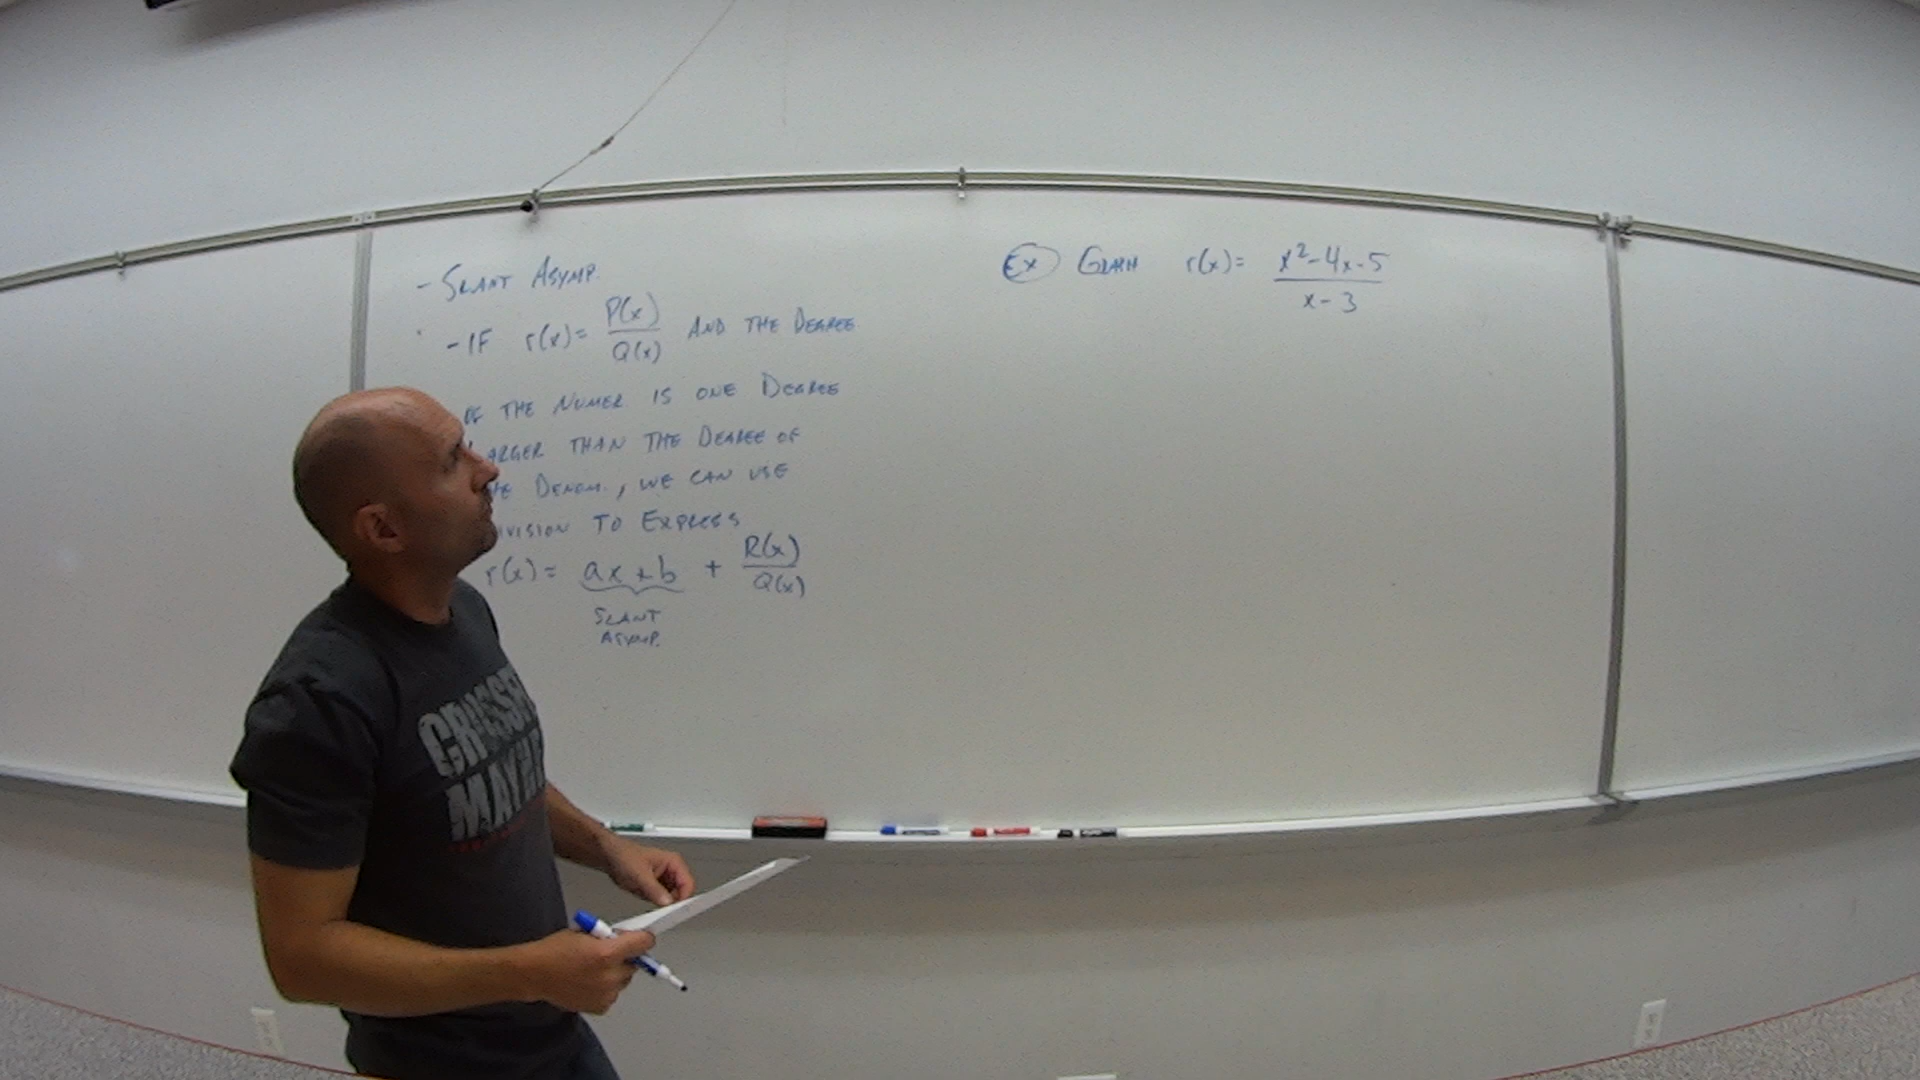 - SLANT ASYMP.
- IF r(x) = P(x)/Q(x) AND THE DEGREE
OF THE NUMER. IS ONE DEGREE
LARGER THAN THE DEGREE OF
THE DENOM., WE CAN USE
DIVISION TO EXPRESS
r(x) = ax + b + R(x)/Q(x)
SLANT
ASYMP.
Ex GRAPH r(x) = x²-4x-5 / x-3
CROSSFIT